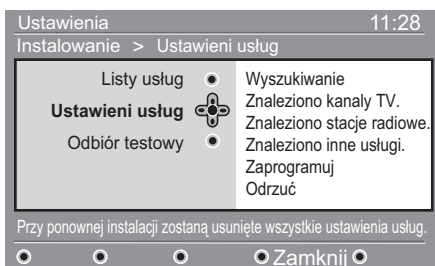 Ustawienia 11:28
Instalowanie > Ustawieni usług
Listy usług
Ustawieni usług
Odbiór testowy
Wyszukiwanie
Znaleziono kanały TV.
Znaleziono stacje radiowe.
Znaleziono inne usługi.
Zaprogramuj
Odrzuć
Przy ponownej instalacji zostaną usunięte wszystkie ustawienia usług.
Zamknij